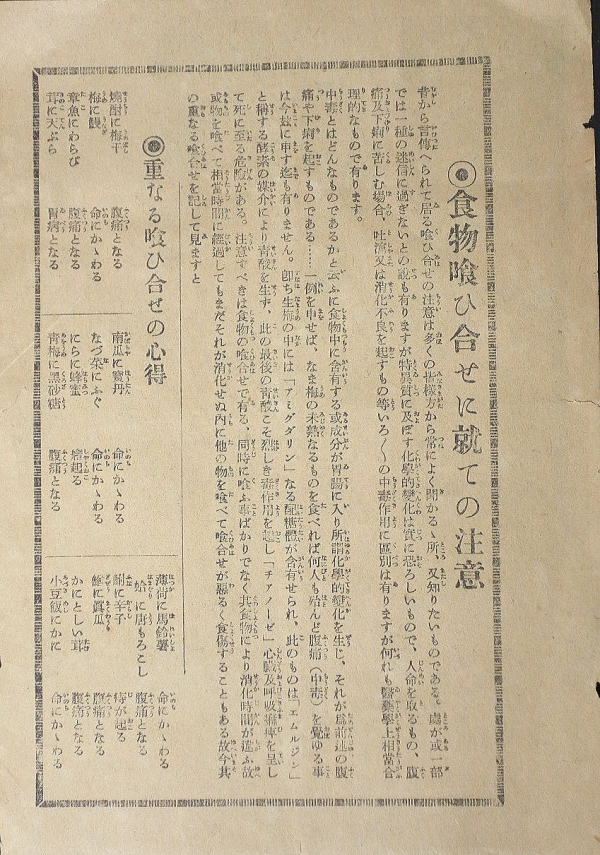 ◉食物喰ひ合せに就ての注意
昔から言傳へられて居る喰ひ合せの注意は多くの皆樣方から常によく聞かるゝ所、又知りたいものである。處が或一部
では一種の迷信に過ぎないとの說も有りますが特異質に及ぼす化學的變化は實に恐ろしいもので、人命を取るもの、腹
痛及下痢に苦しむ場合、吐瀉又は消化不良を起すもの等いろ〱の中毒作用に區別は有りますが何れも醫藥學上相當合
理的なもので有ります。
中毒とはどんなものであるかと云ふに食物中に含有する或成分が胃腸に入り所謂化學的變化を生じ、それが爲前述の腹
痛や下痢を起すものである……一例を申せば、なま梅の未熟なるものを食べれば何人も殆んど腹痛（中毒）を覺ゆる事
は今玆に申す迄も有りません。卽ち生梅の中には「アミグダリン」なる配糖體が含有せられ、此のものは「エムルジン」
と稱する酵素の媒介により靑酸を生ず、此の最後の靑酸こそ烈しき毒作用を起し「チアノーゼ」心臟及呼吸痲痺を呈し
て死に至る危險がある。注意すべきは食物の喰合せで有る、同時に喰ふ事ばかりでなく其食物により消化時間が違ふ故
或物を喰べて相當時間に經過してもまだそれが消化せぬ內に他の物を喰べて喰合せが惡るく食傷することもある故今其
の重なる喰合せを記して見ますと
◉重なる喰ひ合せの心得
燒酎に梅干　腹痛となる
梅に鰻　命にかゝわる
章魚にわらび　腹痛となる
茸に天ぷら　胃病となる
南瓜に寶丹　命にかゝわる
なづ菜にふぐ　命にかゝわる
にらに蜂蜜　痞起る
靑梅に黑砂糖　腹痛となる
薄荷に馬鈴薯　命にかゝわる
蛤に唐もろこし　腹痛となる
鮒に辛子　痔が起る
鰌に眞瓜　腹痛となる
かにとしい茸　腹痛となる
小豆飯にかに　命にかゝわる